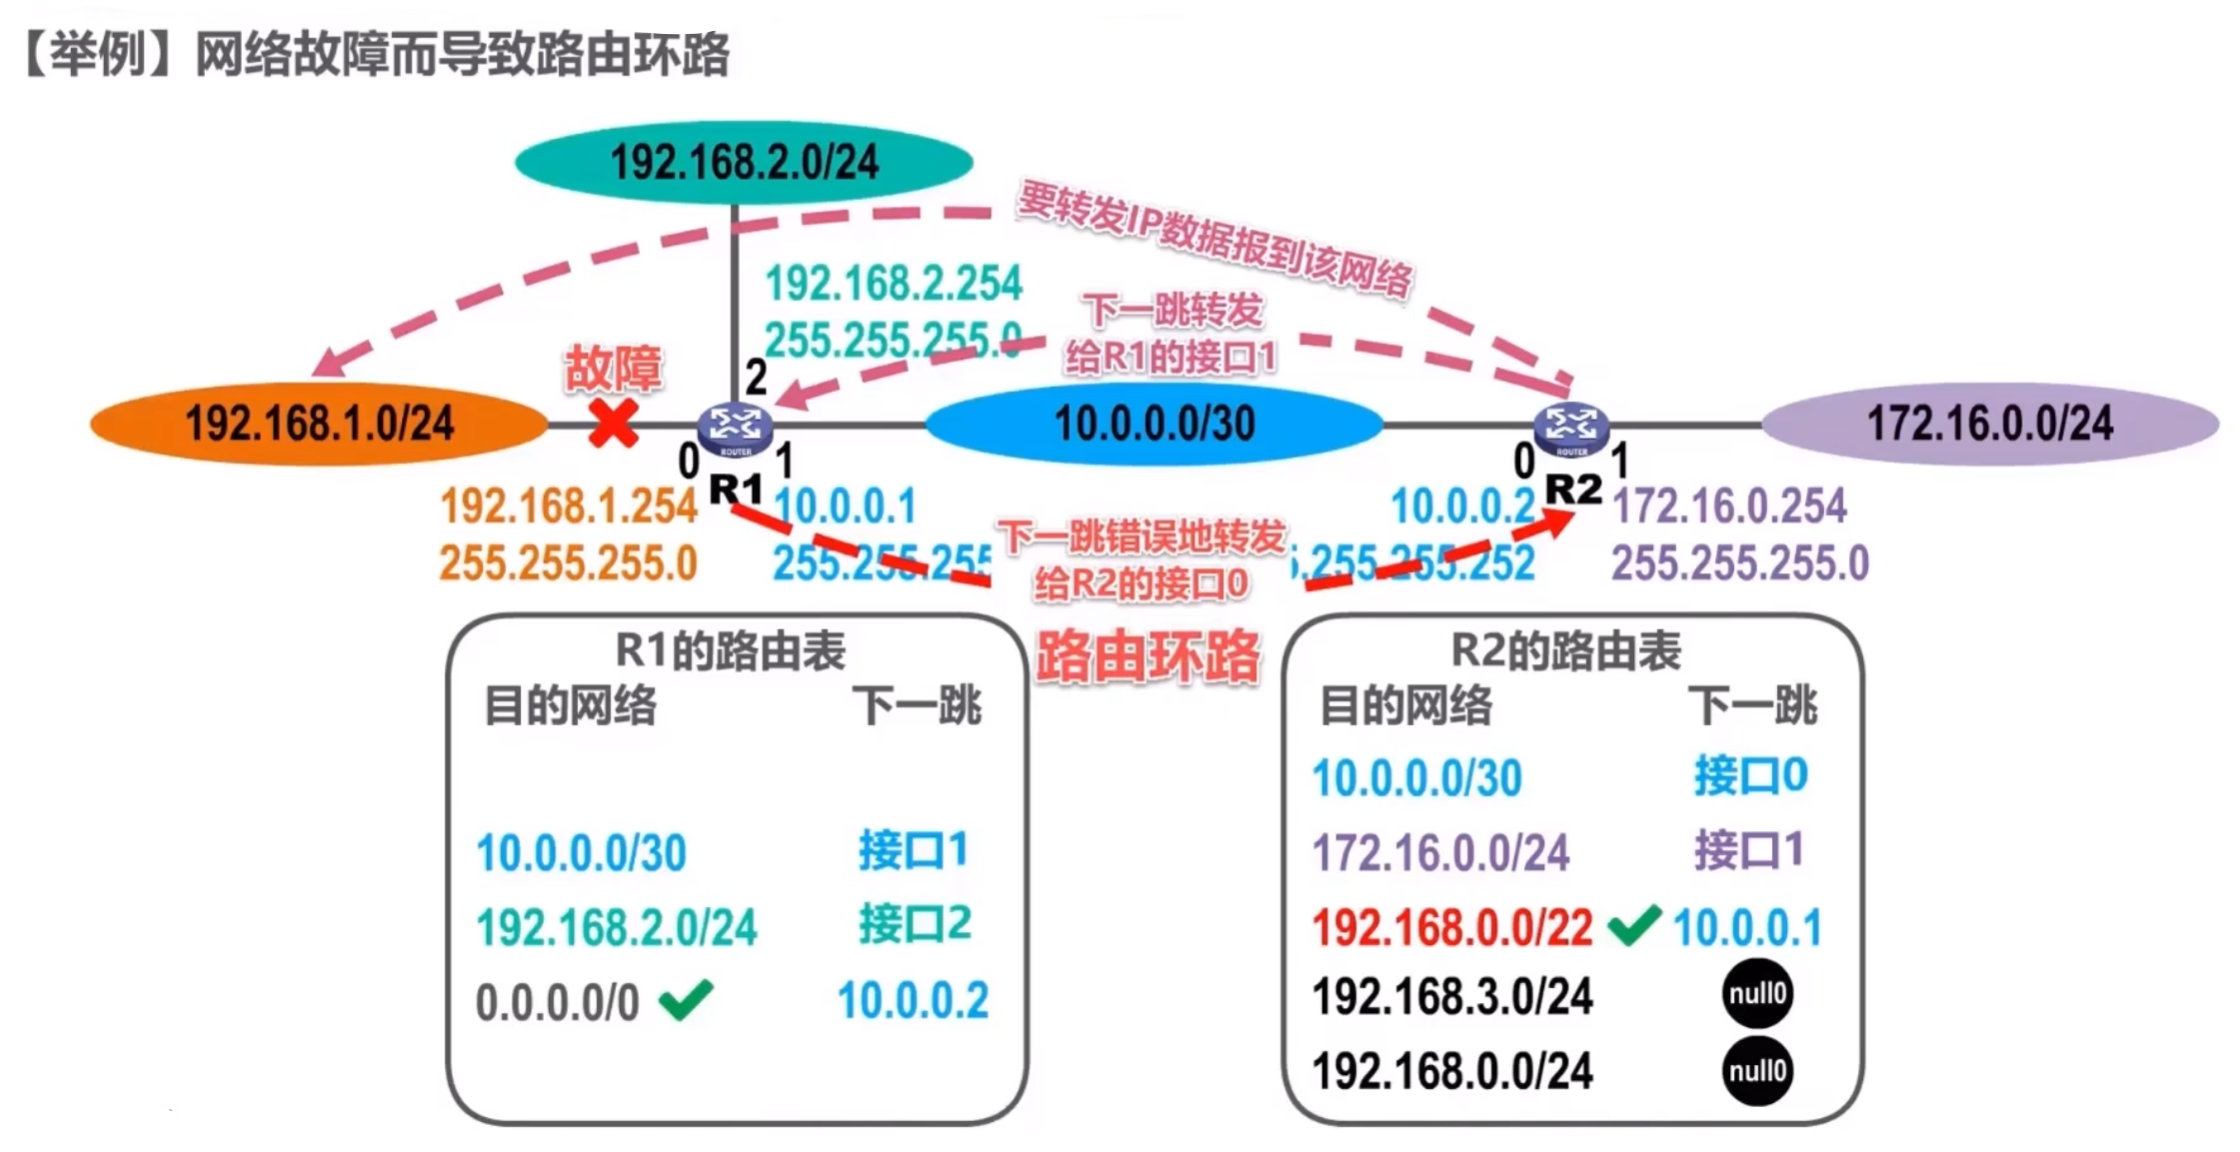 【举例】网络故障而导致路由环路
192.168.2.0/24
要转发IP数据报到该网络
192.168.2.254
255.255.255.0
下一跳转发
给R1的接口1
故障
2
192.168.1.0/24
ROUTER
10.0.0.0/30
ROUTER
172.16.0.0/24
0
1
0
1
R1
R2
192.168.1.254
255.255.255.0
10.0.0.1
255.255.255
下一跳错误地转发
给R2的接口0
10.0.0.2
.255.255.252
172.16.0.254
255.255.255.0
路由环路
R1的路由表
目的网络 下一跳
10.0.0.0/30 接口1
192.168.2.0/24 接口2
0.0.0.0/0 10.0.0.2
R2的路由表
目的网络 下一跳
10.0.0.0/30 接口0
172.16.0.0/24 接口1
192.168.0.0/22 10.0.0.1
192.168.3.0/24 null0
192.168.0.0/24 null0